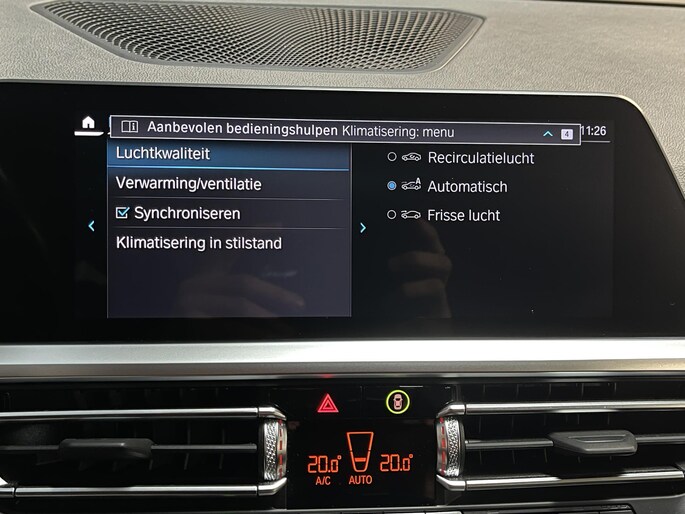 Aanbevolen bedieningshulpen Klimatisering: menu 4 11:26
Luchtkwaliteit
Verwarming/ventilatie
Synchroniseren
Klimatisering in stilstand
Recirculatielucht
A Automatisch
Frisse lucht
20.0° 20.0°
A/C AUTO